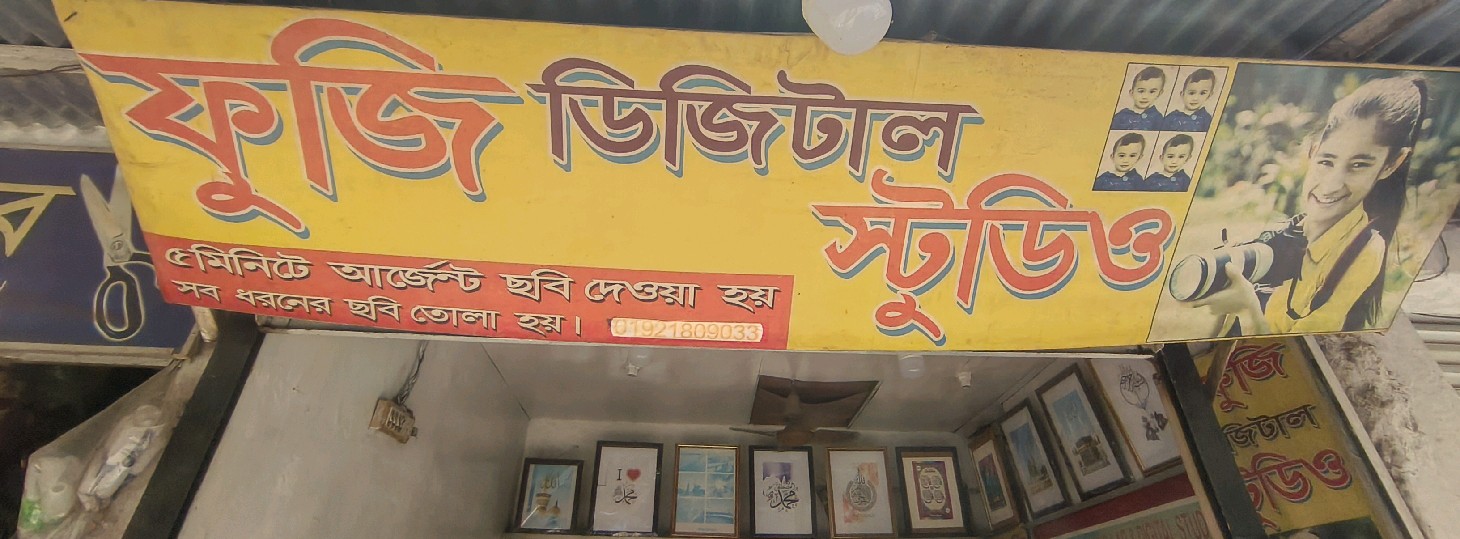 ফুজি ডিজিটাল
স্টুডিও
৫মিনিটে আর্জেন্ট ছবি দেওয়া হয়
সব ধরনের ছবি তোলা হয়। 01921809033
I ❤
ফুজি
ডিজিটাল
স্টুডিও